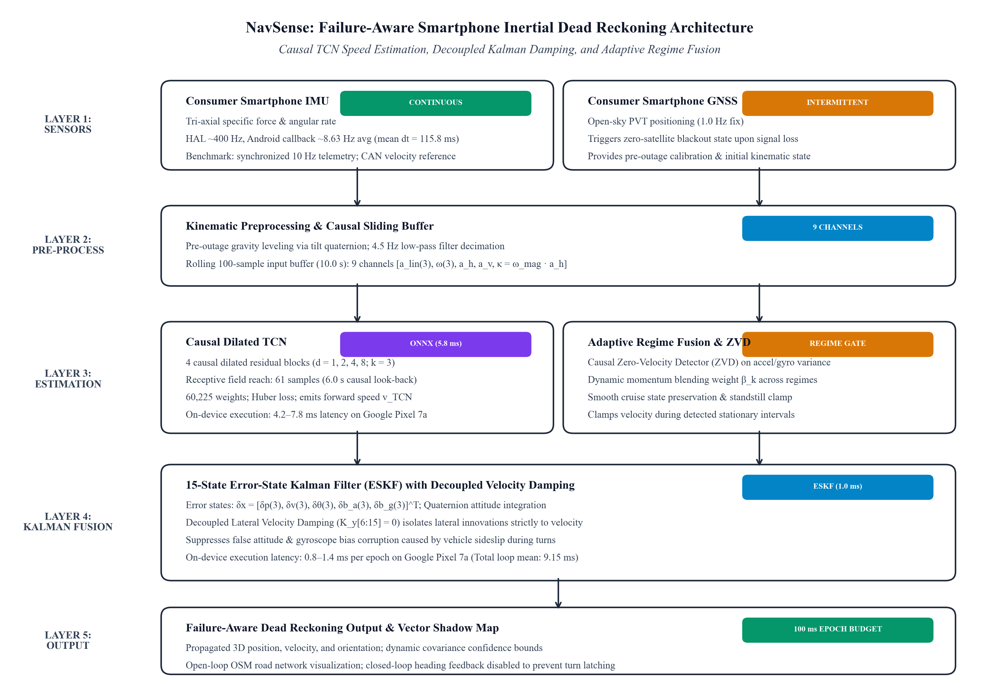 NavSense: Failure-Aware Smartphone Inertial Dead Reckoning Architecture
Causal TCN Speed Estimation, Decoupled Kalman Damping, and Adaptive Regime Fusion
LAYER 1:
SENSORS
Consumer Smartphone IMU
CONTINUOUS
Tri-axial specific force & angular rate
HAL ~400 Hz, Android callback ~8.63 Hz avg (mean dt = 115.8 ms)
Benchmark: synchronized 10 Hz telemetry; CAN velocity reference
Consumer Smartphone GNSS
INTERMITTENT
Open-sky PVT positioning (1.0 Hz fix)
Triggers zero-satellite blackout state upon signal loss
Provides pre-outage calibration & initial kinematic state
LAYER 2:
PRE-PROCESS
Kinematic Preprocessing & Causal Sliding Buffer
9 CHANNELS
Pre-outage gravity leveling via tilt quaternion; 4.5 Hz low-pass filter decimation
Rolling 100-sample input buffer (10.0 s): 9 channels [a_lin(3), ω(3), a_h, a_v, κ = ω_mag · a_h]
LAYER 3:
ESTIMATION
Causal Dilated TCN
ONNX (5.8 ms)
4 causal dilated residual blocks (d = 1, 2, 4, 8; k = 3)
Receptive field reach: 61 samples (6.0 s causal look-back)
60,225 weights; Huber loss; emits forward speed v_TCN
On-device execution: 4.2–7.8 ms latency on Google Pixel 7a
Adaptive Regime Fusion & ZVD
REGIME GATE
Causal Zero-Velocity Detector (ZVD) on accel/gyro variance
Dynamic momentum blending weight β_k across regimes
Smooth cruise state preservation & standstill clamp
Clamps velocity during detected stationary intervals
LAYER 4:
KALMAN FUSION
15-State Error-State Kalman Filter (ESKF) with Decoupled Velocity Damping
ESKF (1.0 ms)
Error states: δx = [δp(3), δv(3), δθ(3), δb_a(3), δb_g(3)]^T; Quaternion attitude integration
Decoupled Lateral Velocity Damping (K_y[6:15] = 0) isolates lateral innovations strictly to velocity
Suppresses false attitude & gyroscope bias corruption caused by vehicle sideslip during turns
On-device execution latency: 0.8–1.4 ms per epoch on Google Pixel 7a (Total loop mean: 9.15 ms)
LAYER 5:
OUTPUT
Failure-Aware Dead Reckoning Output & Vector Shadow Map
100 ms EPOCH BUDGET
Propagated 3D position, velocity, and orientation; dynamic covariance confidence bounds
Open-loop OSM road network visualization; closed-loop heading feedback disabled to prevent turn latching